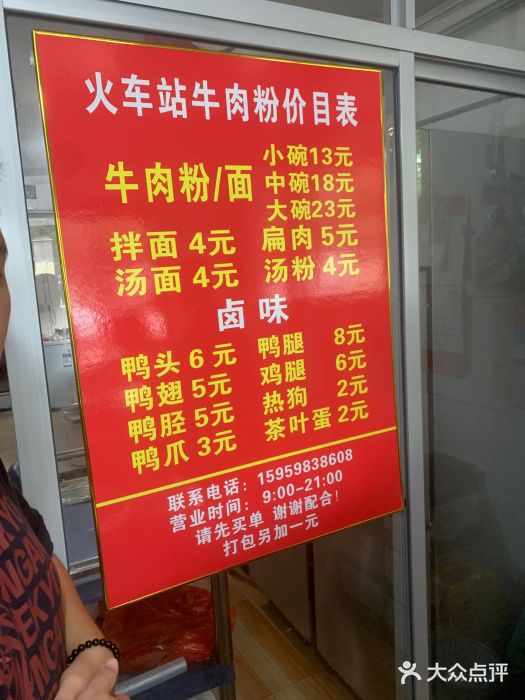 火车站牛肉粉价目表
牛肉粉/面
小碗13元
中碗18元
大碗23元
拌面 4元 扁肉 5元
汤面 4元 汤粉 4元
卤 味
鸭头 6 元 鸭腿 8元
鸭翅 5元 鸡腿 6元
鸭胫 5元 热狗 2元
鸭爪 3元 茶叶蛋 2元
联系电话：15959838608
营业时间：9:00-21:00
请先买单 谢谢配合！
打包另加一元
大众点评